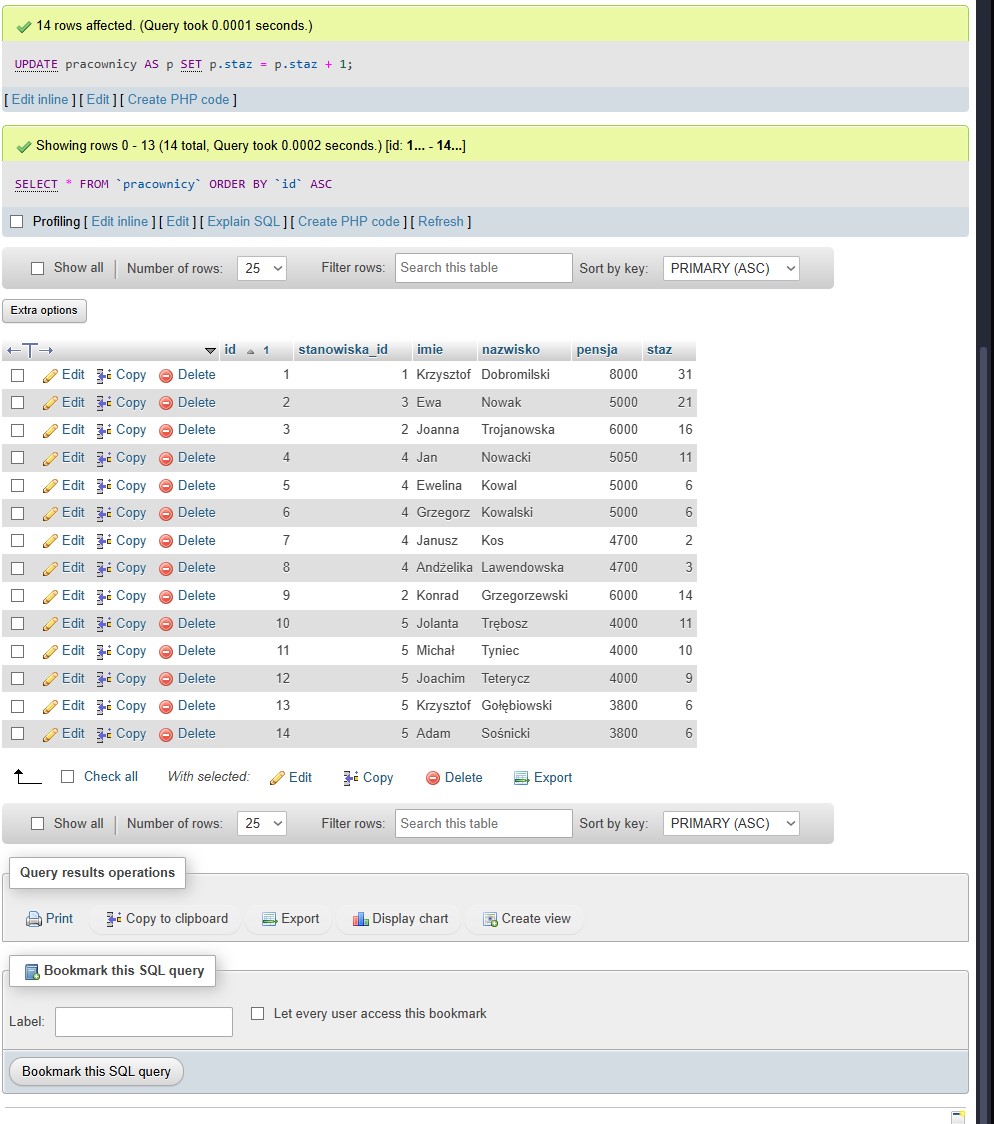 14 rows affected. (Query took 0.0001 seconds.)
UPDATE pracownicy AS p SET p.staz = p.staz + 1;
[ Edit inline ] [ Edit ] [ Create PHP code ]
Showing rows 0 - 13 (14 total, Query took 0.0002 seconds.) [id: 1... - 14...]
SELECT * FROM `pracownicy` ORDER BY `id` ASC
Profiling [ Edit inline ] [ Edit ] [ Explain SQL ] [ Create PHP code ] [ Refresh ]
Show all | Number of rows: 25 Filter rows: Search this table Sort by key: PRIMARY (ASC)
Extra options
←T→ id 1 stanowiska_id imie nazwisko pensja staz
Edit Copy Delete 1 1 Krzysztof Dobromilski 8000 31
Edit Copy Delete 2 3 Ewa Nowak 5000 21
Edit Copy Delete 3 2 Joanna Trojanowska 6000 16
Edit Copy Delete 4 4 Jan Nowacki 5050 11
Edit Copy Delete 5 4 Ewelina Kowal 5000 6
Edit Copy Delete 6 4 Grzegorz Kowalski 5000 6
Edit Copy Delete 7 4 Janusz Kos 4700 2
Edit Copy Delete 8 4 Andżelika Lawendowska 4700 3
Edit Copy Delete 9 2 Konrad Grzegorzewski 6000 14
Edit Copy Delete 10 5 Jolanta Trębosz 4000 11
Edit Copy Delete 11 5 Michał Tyniec 4000 10
Edit Copy Delete 12 5 Joachim Teterycz 4000 9
Edit Copy Delete 13 5 Krzysztof Gołębiowski 3800 6
Edit Copy Delete 14 5 Adam Sośnicki 3800 6
Check all With selected: Edit Copy Delete Export
Show all | Number of rows: 25 Filter rows: Search this table Sort by key: PRIMARY (ASC)
Query results operations
Print Copy to clipboard Export Display chart Create view
Bookmark this SQL query
Label: Let every user access this bookmark
Bookmark this SQL query